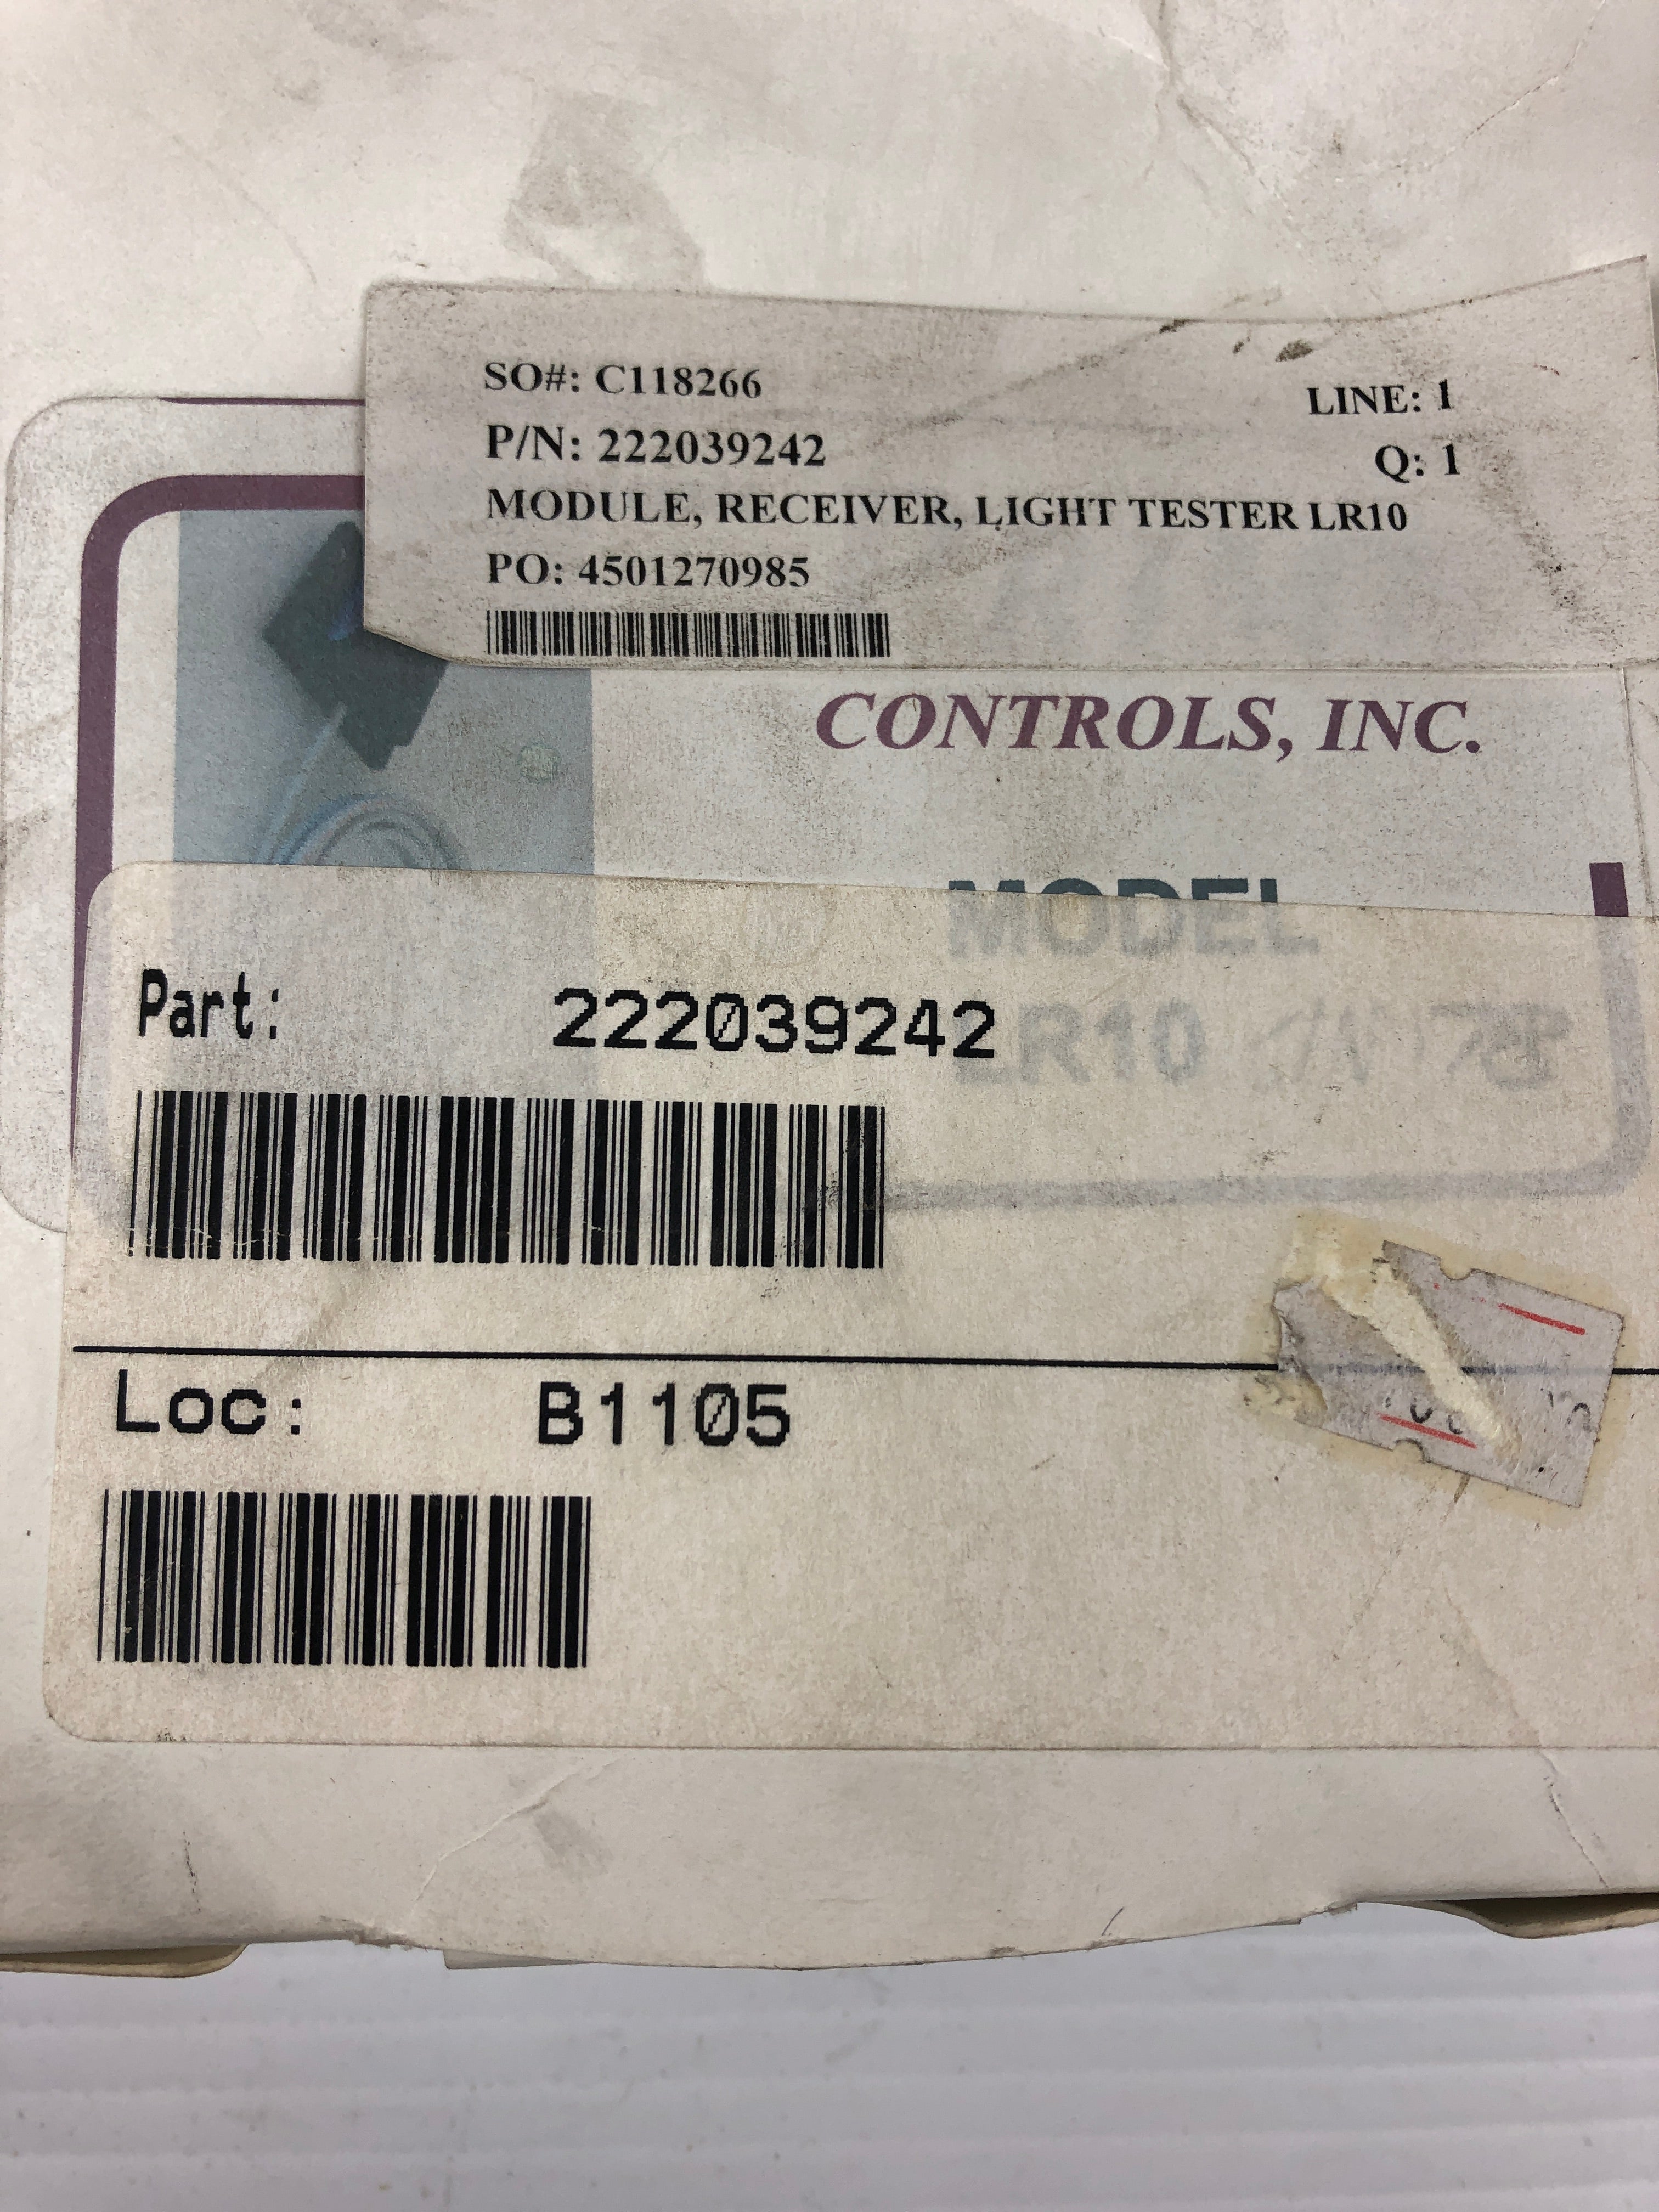 SO#: C118266
LINE: 1
P/N: 222039242
Q: 1
MODULE, RECEIVER, LIGHT TESTER LR10
PO: 4501270985
CONTROLS, INC.
MODEL
LR10
Part: 222039242
Loc: B1105